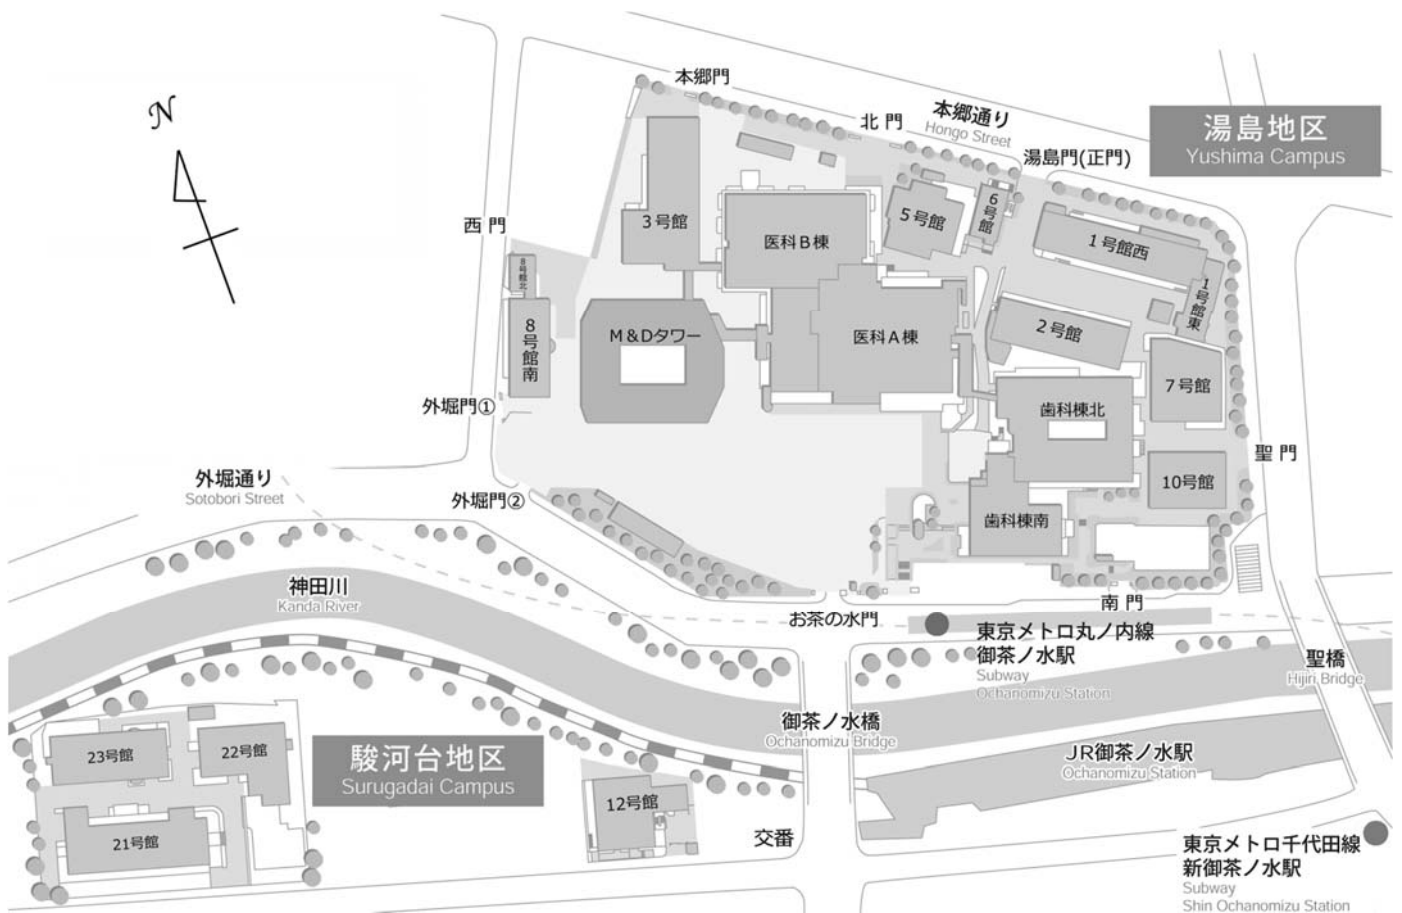 N
本郷門
北門
本郷通り
Hongo Street
湯島門(正門)
湯島地区
Yushima Campus
西門
3号館
医科B棟
5号館
6号館
1号館西
1号館東
8号館北
8号館南
M&Dタワー
医科A棟
2号館
7号館
外堀門①
歯科棟北
聖門
外堀通り
Sotobori Street
外堀門②
10号館
歯科棟南
神田川
Kanda River
お茶の水門
南門
東京メトロ丸ノ内線
御茶ノ水駅
Subway
Ochanomizu Station
聖橋
Hijiri Bridge
御茶ノ水橋
Ochanomizu Bridge
JR御茶ノ水駅
Ochanomizu Station
23号館
22号館
駿河台地区
Surugadai Campus
12号館
21号館
交番
東京メトロ千代田線
新御茶ノ水駅
Subway
Shin Ochanomizu Station